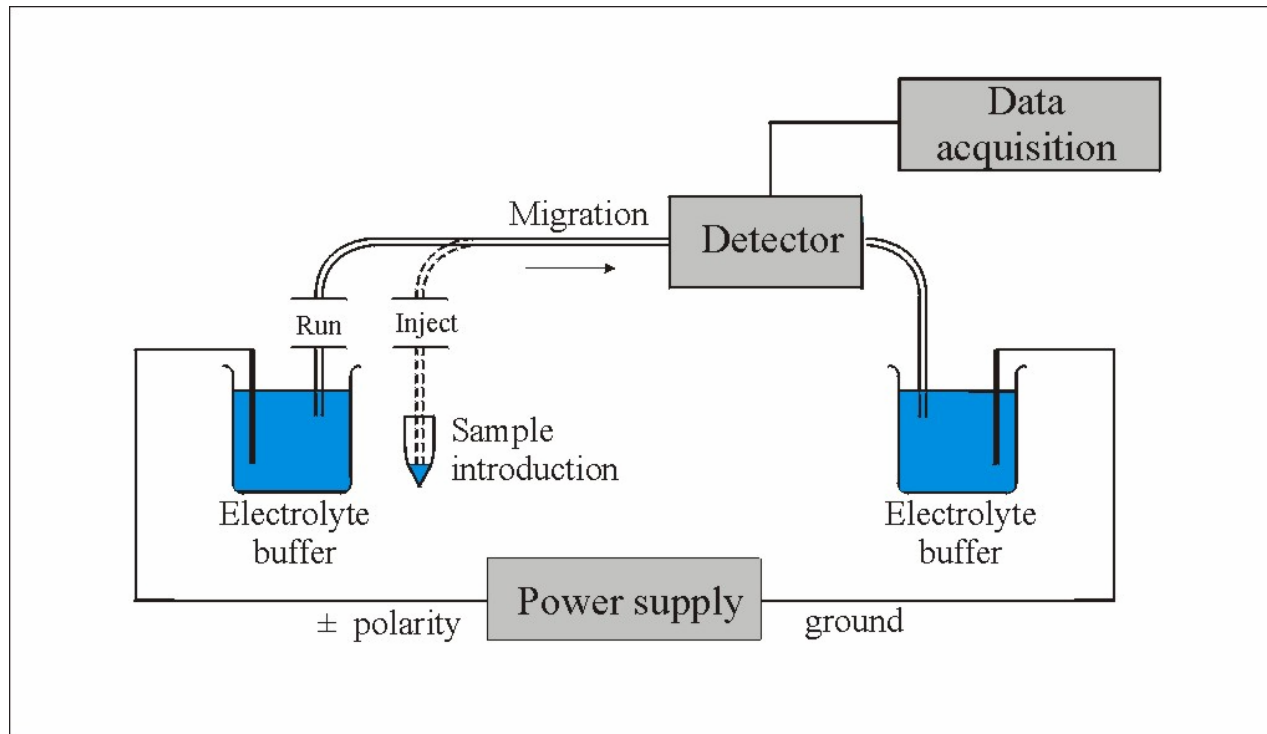 Data
acquisition
Migration
Detector
Run
Inject
Sample
introduction
Electrolyte
buffer
Electrolyte
buffer
Power supply
± polarity
ground